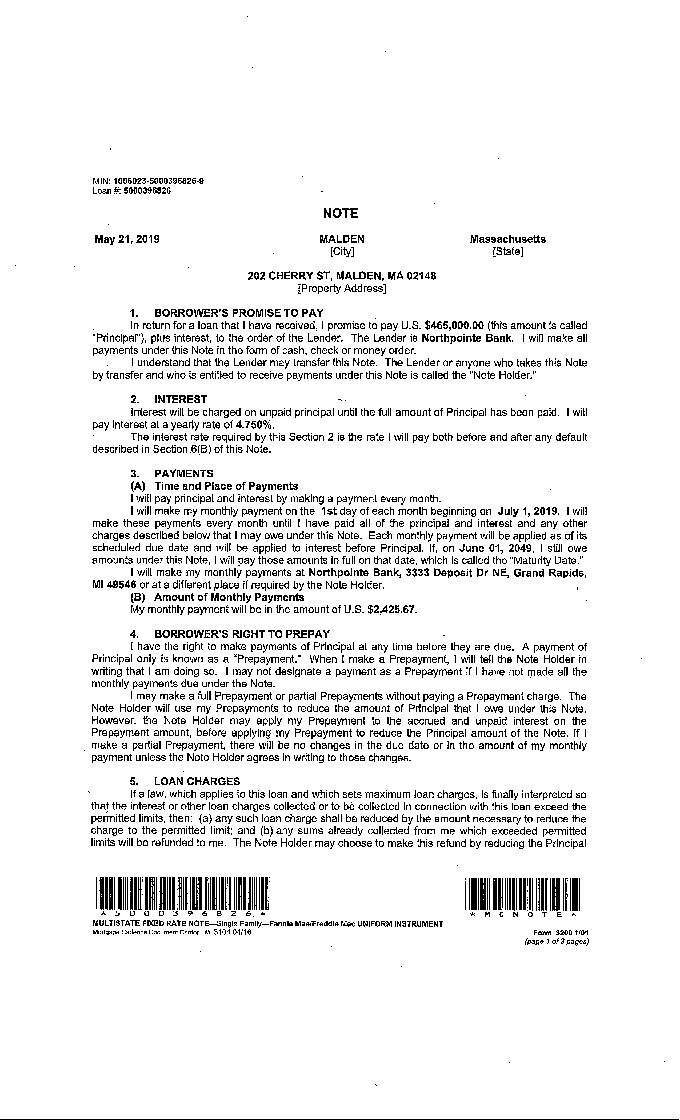 MIN: 1006023-5000396826-9
Loan #: 5000396826
NOTE
May 21, 2019 MALDEN Massachusetts
[City] [State]
202 CHERRY ST, MALDEN, MA 02148
[Property Address]
1. BORROWER'S PROMISE TO PAY
In return for a loan that I have received, I promise to pay U.S. $465,000.00 (this amount is called
"Principal"), plus interest, to the order of the Lender. The Lender is Northpointe Bank. I will make all
payments under this Note in the form of cash, check or money order.
I understand that the Lender may transfer this Note. The Lender or anyone who takes this Note
by transfer and who is entitled to receive payments under this Note is called the "Note Holder."
2. INTEREST
Interest will be charged on unpaid principal until the full amount of Principal has been paid. I will
pay interest at a yearly rate of 4.750%.
The interest rate required by this Section 2 is the rate I will pay both before and after any default
described in Section 6(B) of this Note.
3. PAYMENTS
(A) Time and Place of Payments
I will pay principal and interest by making a payment every month.
I will make my monthly payment on the 1st day of each month beginning on July 1, 2019. I will
make these payments every month until I have paid all of the principal and interest and any other
charges described below that I may owe under this Note. Each monthly payment will be applied as of its
scheduled due date and will be applied to interest before Principal. If, on June 01, 2049, I still owe
amounts under this Note, I will pay those amounts in full on that date, which is called the "Maturity Date."
I will make my monthly payments at Northpointe Bank, 3333 Deposit Dr NE, Grand Rapids,
MI 49546 or at a different place if required by the Note Holder.
(B) Amount of Monthly Payments
My monthly payment will be in the amount of U.S. $2,425.67.
4. BORROWER'S RIGHT TO PREPAY
I have the right to make payments of Principal at any time before they are due. A payment of
Principal only is known as a "Prepayment." When I make a Prepayment, I will tell the Note Holder in
writing that I am doing so. I may not designate a payment as a Prepayment if I have not made all the
monthly payments due under the Note.
I may make a full Prepayment or partial Prepayments without paying a Prepayment charge. The
Note Holder will use my Prepayments to reduce the amount of Principal that I owe under this Note.
However, the Note Holder may apply my Prepayment to the accrued and unpaid interest on the
Prepayment amount, before applying my Prepayment to reduce the Principal amount of the Note. If I
make a partial Prepayment, there will be no changes in the due date or in the amount of my monthly
payment unless the Note Holder agrees in writing to those changes.
5. LOAN CHARGES
If a law, which applies to this loan and which sets maximum loan charges, is finally interpreted so
that the interest or other loan charges collected or to be collected in connection with this loan exceed the
permitted limits, then: (a) any such loan charge shall be reduced by the amount necessary to reduce the
charge to the permitted limit; and (b) any sums already collected from me which exceeded permitted
limits will be refunded to me. The Note Holder may choose to make this refund by reducing the Principal
* 5 0 0 0 3 9 6 8 2 6 * * M C N O T E *
MULTISTATE FIXED RATE NOTE—Single Family—Fannie Mae/Freddie Mac UNIFORM INSTRUMENT
Form 3200 1/01
(page 1 of 3 pages)